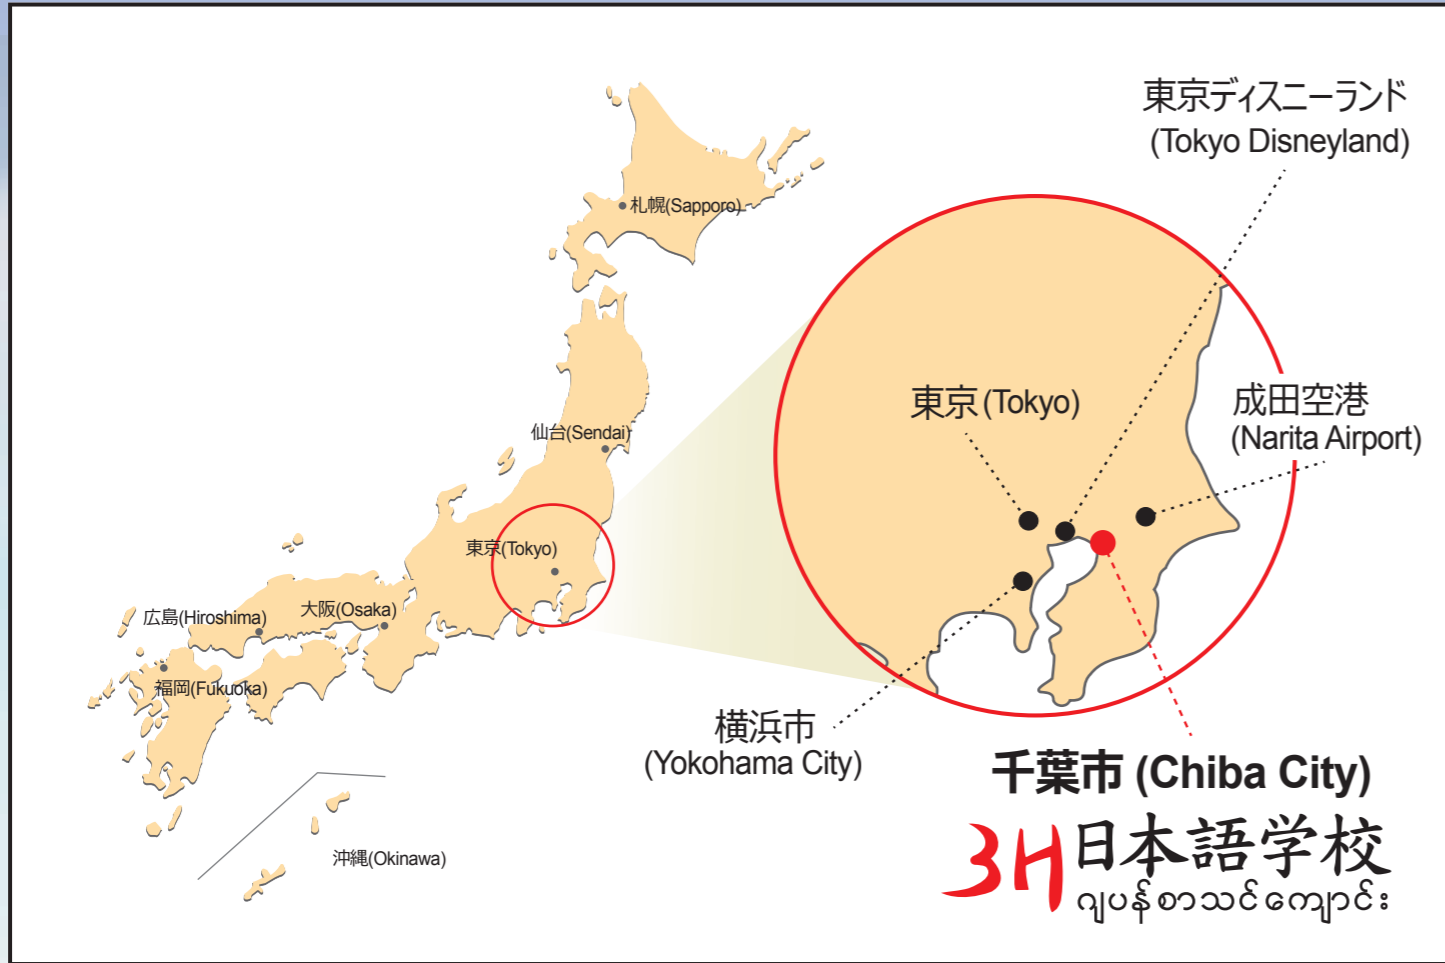 東京ディスニーランド
(Tokyo Disneyland)
札幌(Sapporo)
東京(Tokyo)
成田空港
(Narita Airport)
仙台(Sendai)
東京(Tokyo)
広島(Hiroshima)
大阪(Osaka)
福岡(Fukuoka)
横浜市
(Yokohama City)
千葉市 (Chiba City)
3H日本語学校
ဂျပန်စာသင်ကျောင်း
沖縄(Okinawa)